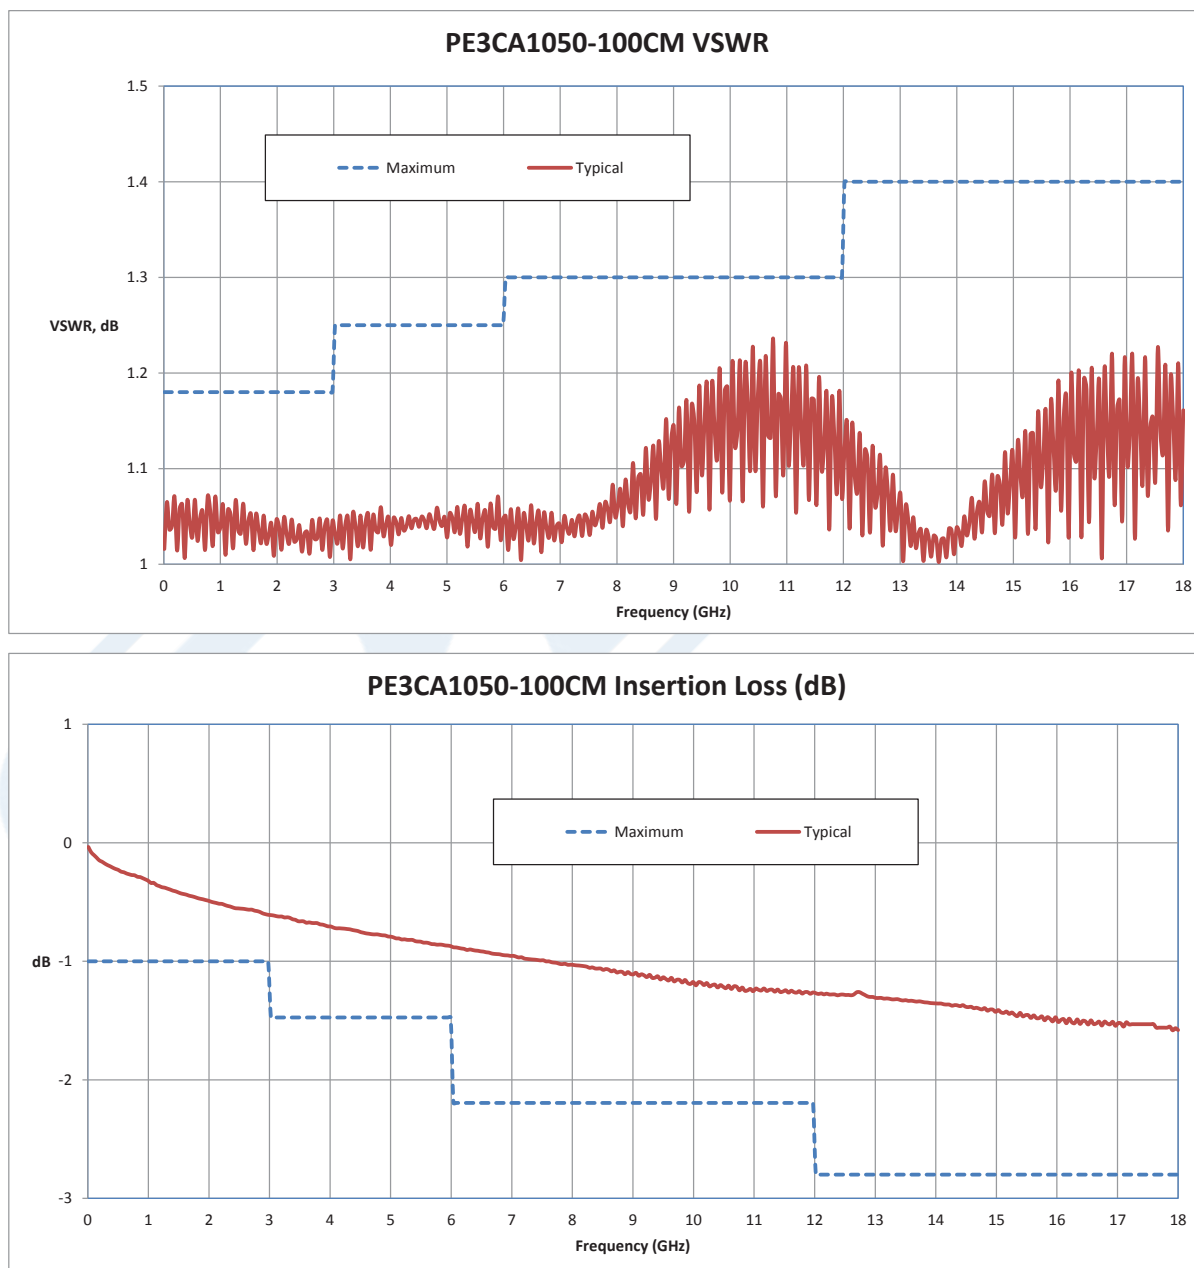 PE3CA1050-100CM VSWR
1.5
Maximum Typical
1.4
1.3
VSWR, dB
1.2
1.1
1
0 1 2 3 4 5 6 7 8 9 10 11 12 13 14 15 16 17 18
Frequency (GHz)
PE3CA1050-100CM Insertion Loss (dB)
1
Maximum Typical
0
dB
-1
-2
-3
0 1 2 3 4 5 6 7 8 9 10 11 12 13 14 15 16 17 18
Frequency (GHz)